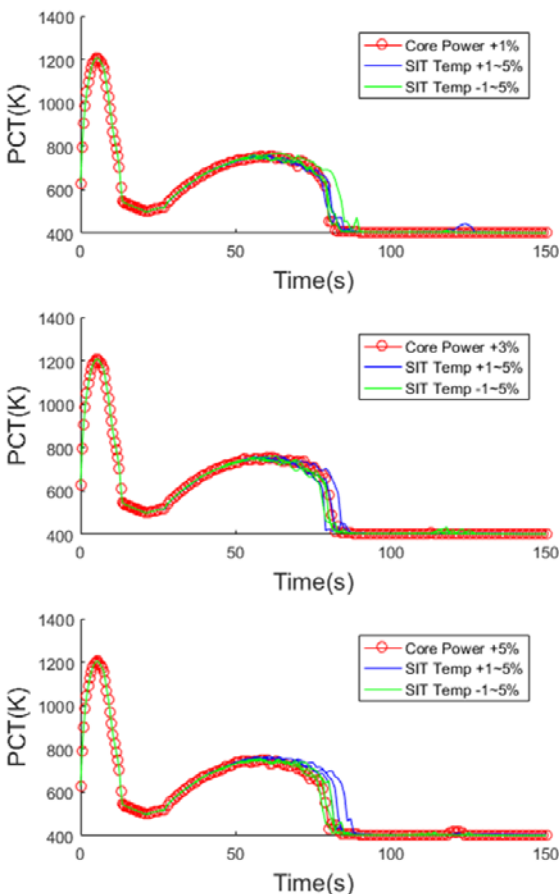 1400
1200
1000
800
600
400
PCT(K)
0
50
100
150
Time(s)
Core Power +1%
SIT Temp +1~5%
SIT Temp -1~5%
1400
1200
1000
800
600
400
PCT(K)
0
50
100
150
Time(s)
Core Power +3%
SIT Temp +1~5%
SIT Temp -1~5%
1400
1200
1000
800
600
400
PCT(K)
0
50
100
150
Time(s)
Core Power +5%
SIT Temp +1~5%
SIT Temp -1~5%